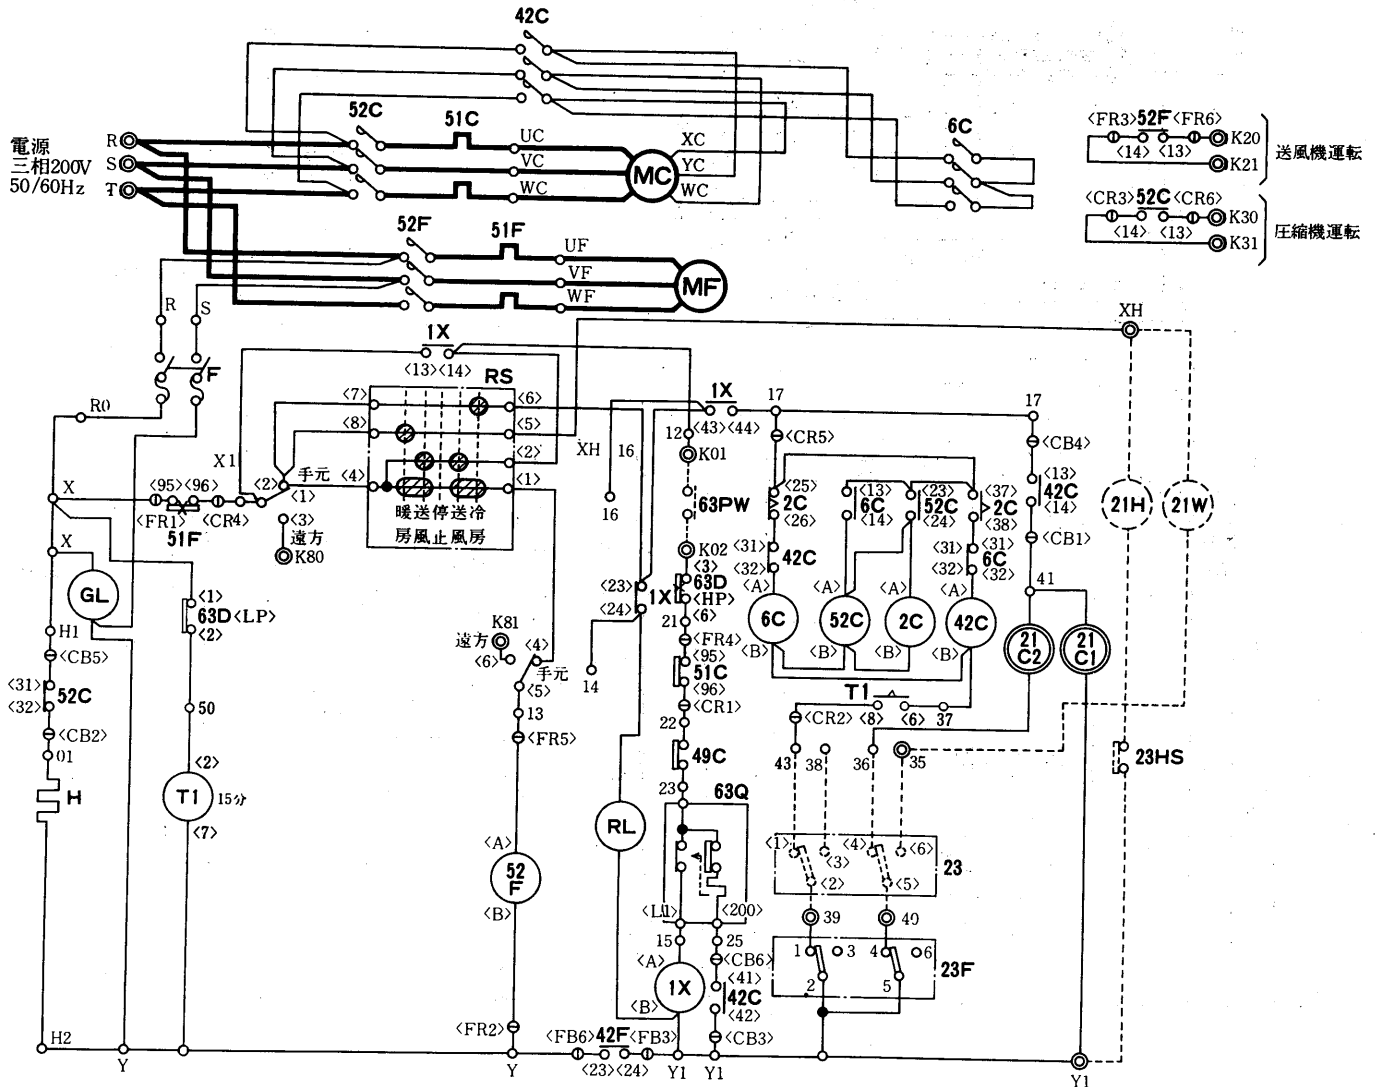 42C
52C
51C
UC
VC
WC
MC
XC
YC
WC
6C
電源
三相200V
50/60Hz
R
S
T
〈FR3〉52F〈FR6〉
〈14〉 〈13〉
K20
K21
送風機運転
〈CR3〉52C〈CR6〉
〈14〉 〈13〉
K30
K31
圧縮機運転
52F
51F
UF
VF
WF
MF
R
S
F
R0
1X
〈13〉〈14〉
RS
〈7〉
〈8〉
〈4〉
〈6〉
〈5〉
〈2〉
〈1〉
暖送停送冷
房風止風房
X1
〈2〉
手元
〈1〉
〈3〉
遠方
K80
X
〈95〉〈96〉
〈FR1〉
51F
〈CR4〉
X
GL
〈1〉
63D〈LP〉
〈2〉
H1
〈CB5〉
〈31〉
52C
〈32〉
〈CB2〉
01
H
50
〈2〉
T1
15分
〈7〉
H2
Y
K81
遠方
〈6〉
〈4〉
手元
〈5〉
13
〈FR5〉
〈A〉
52
F
〈B〉
〈FR2〉
Y
XH
16
16
〈23〉
1X
〈24〉
14
RL
12
K01
63PW
K02
〈3〉
63D
〈HP〉
〈6〉
21
〈FR4〉
〈95〉
51C
〈96〉
〈CR1〉
22
49C
23
63Q
〈L1〉
〈200〉
15
25
〈A〉
1X
〈B〉
〈CB6〉
〈41〉
42C
〈42〉
〈CB3〉
〈FB6〉42F〈FB3〉
〈23〉〈24〉
Y1
Y1
1X
〈43〉〈44〉
17
〈CR5〉
〈25〉
2C
〈26〉
〈31〉
42C
〈32〉
〈A〉
6C
〈B〉
〈13〉
6C
〈14〉
〈A〉
52C
〈B〉
〈23〉
52C
〈24〉
〈A〉
2C
〈B〉
〈37〉
2C
〈38〉
〈31〉
6C
〈32〉
〈A〉
42C
〈B〉
17
〈CB4〉
〈13〉
42C
〈14〉
〈CB1〉
41
21
C2
21
C1
T1
〈CR2〉
〈8〉
〈6〉
37
43
38
36
35
〈1〉
〈3〉
〈2〉
〈4〉
〈6〉
〈5〉
23
39
40
1
3
2
4
6
5
23F
XH
21H
21W
23HS
Y1